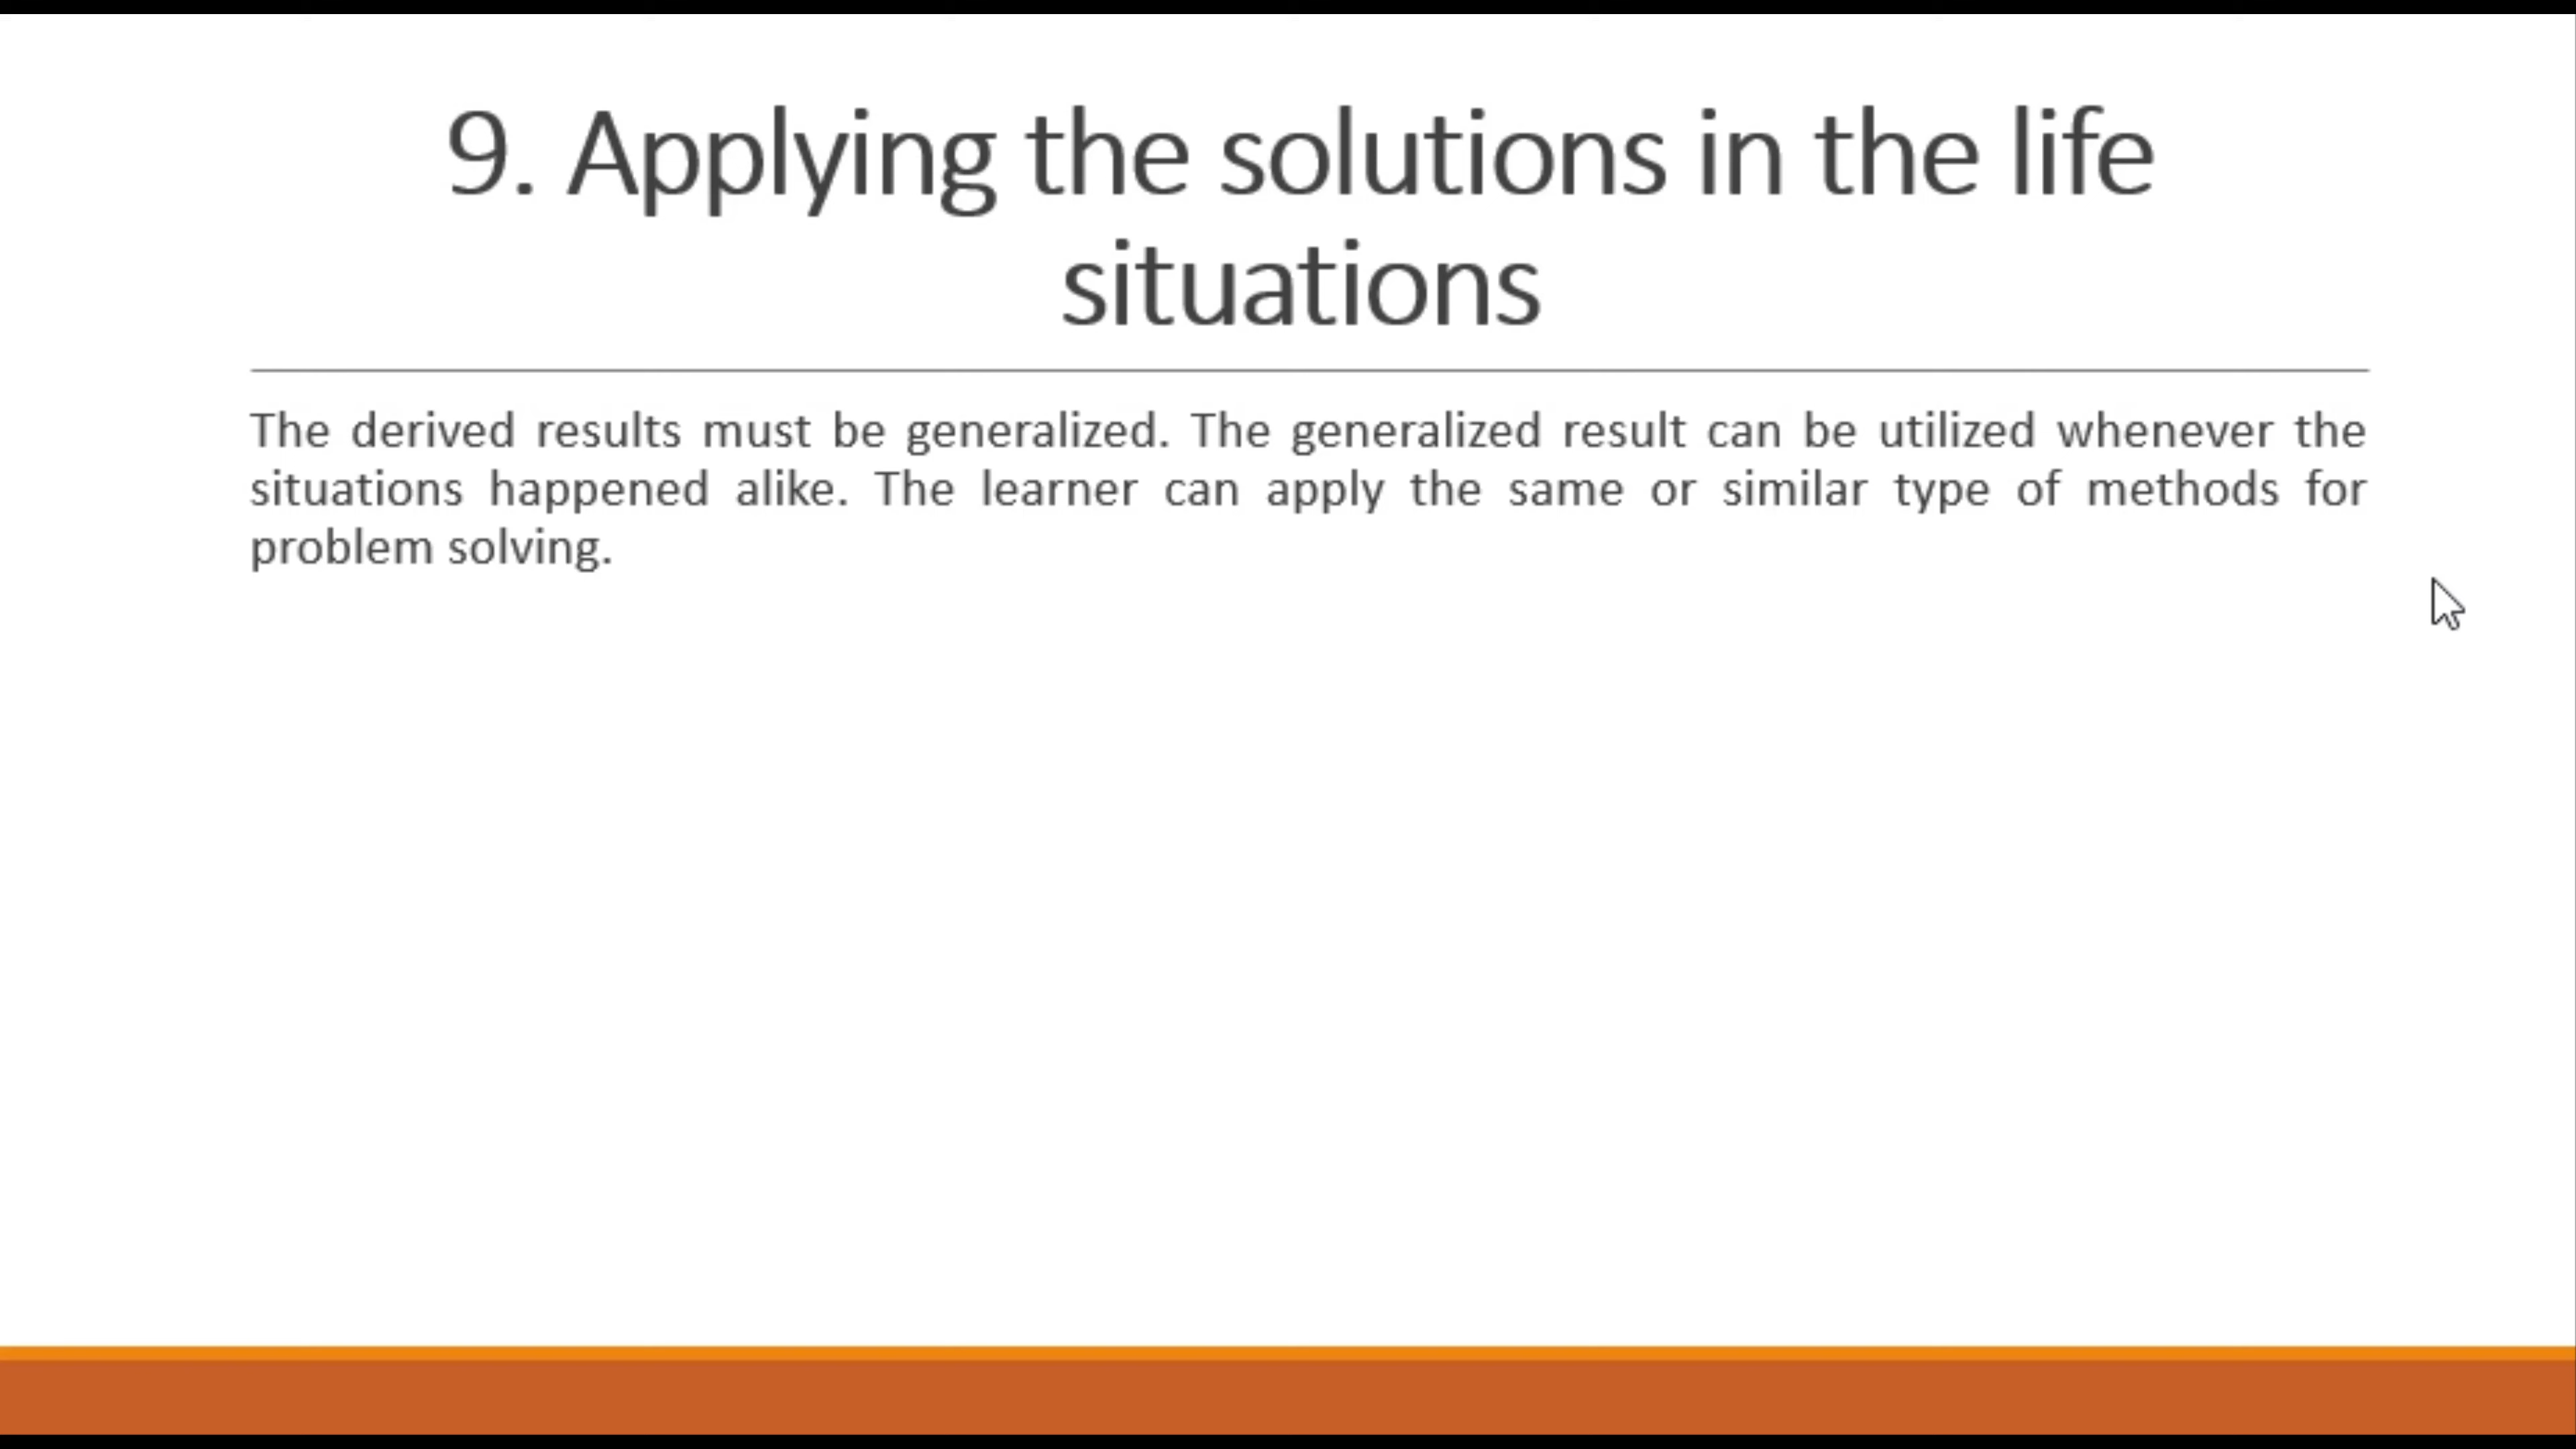 9. Applying the solutions in the life
situations
The derived results must be generalized. The generalized result can be utilized whenever the
situations happened alike. The learner can apply the same or similar type of methods for
problem solving.